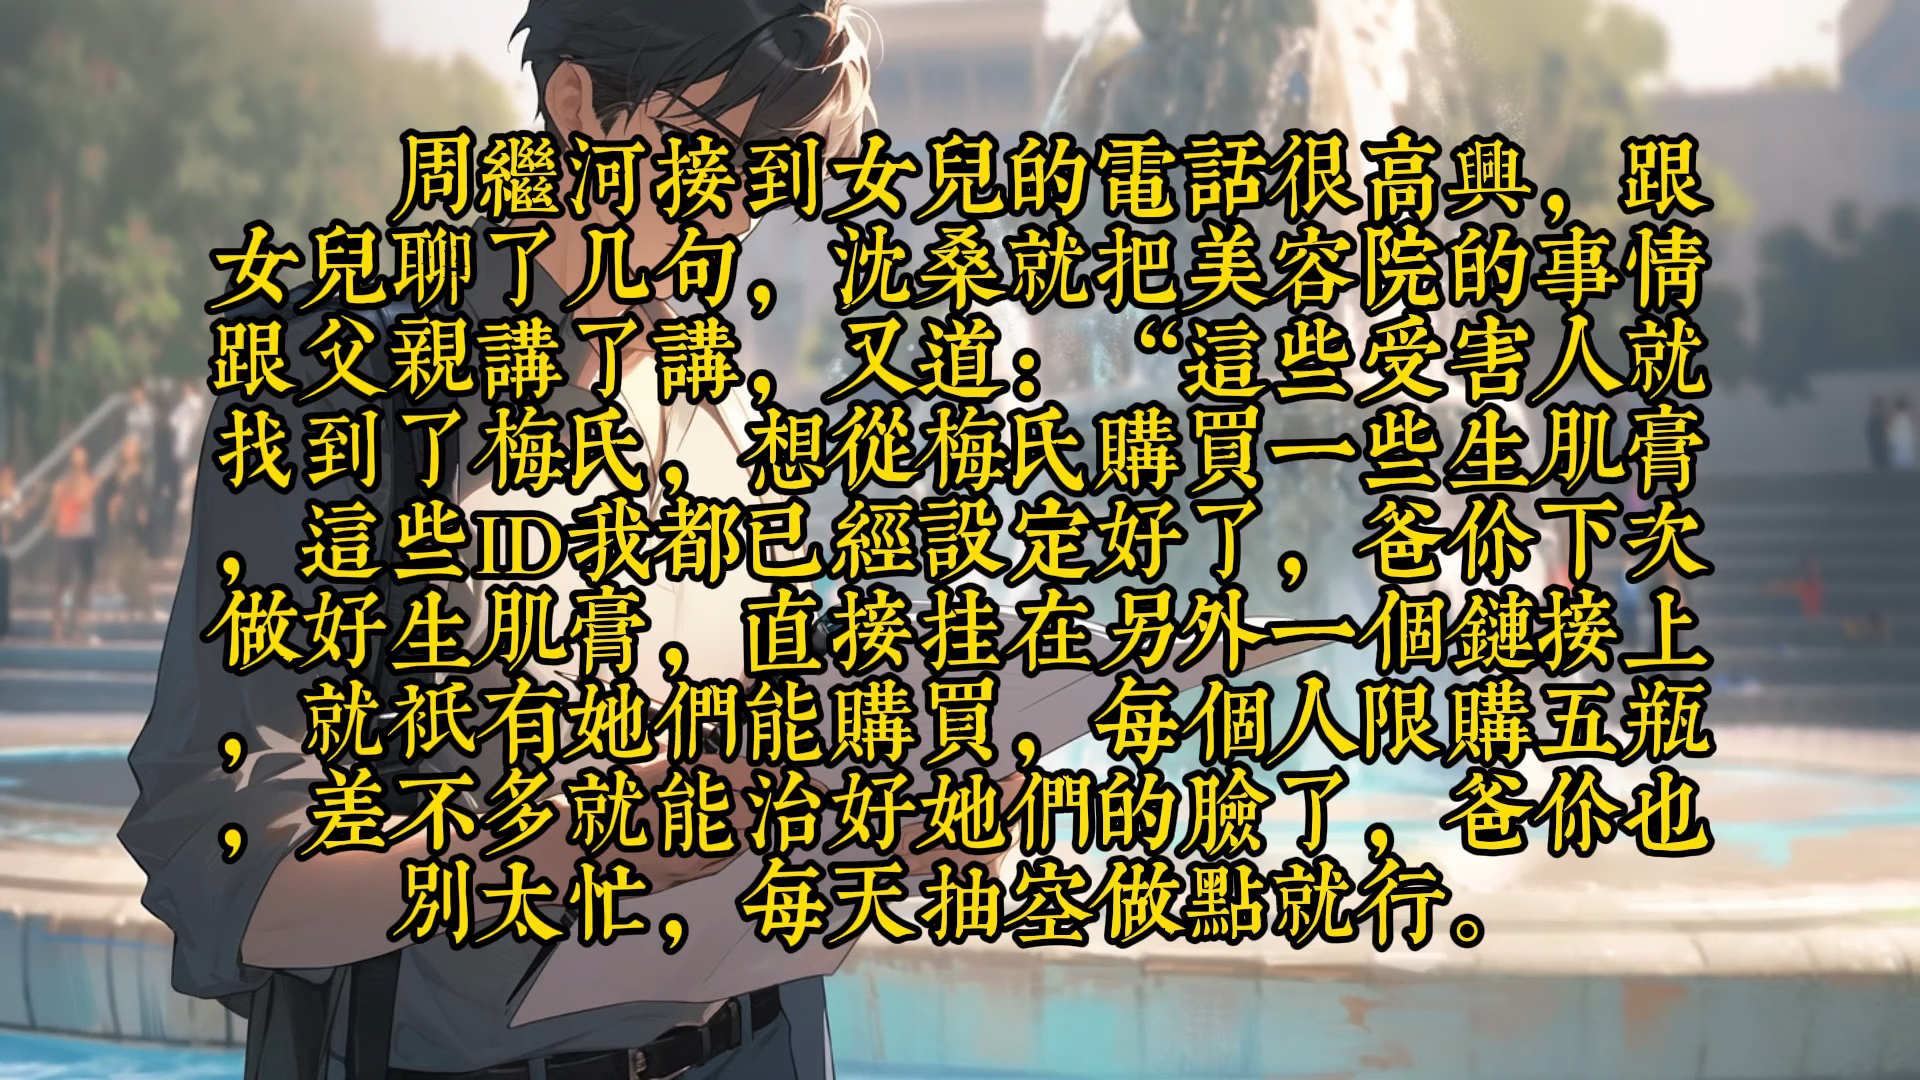 周繼河接到女兒的電話很高興，跟
女兒聊了几句，沈桑就把美容院的事情
跟父親講了講，又道：“這些受害人就
找到了梅氏，想從梅氏購買一些生肌膏
，這些ID我都已經設定好了，爸伱下次
做好生肌膏，直接挂在另外一個鏈接上
，就衹有她們能購買，每個人限購五瓶
，差不多就能治好她們的臉了，爸伱也
別太忙，每天抽空做點就行。